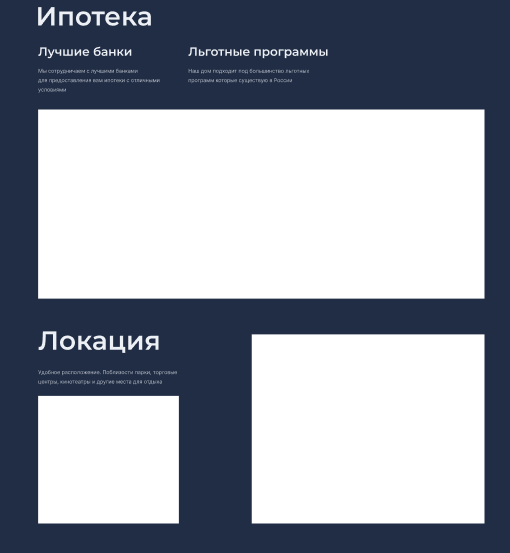 Ипотека
Лучшие банки
Мы сотрудничаем с лучшими банками
для предоставления вам ипотеки с отличными
условиями
Льготные программы
Наш дом подходит под большинство льготных
программ которые существую в России
Локация
Удобное расположение. Поблизости парки, торговые
центры, кинотеатры и другие места для отдыха